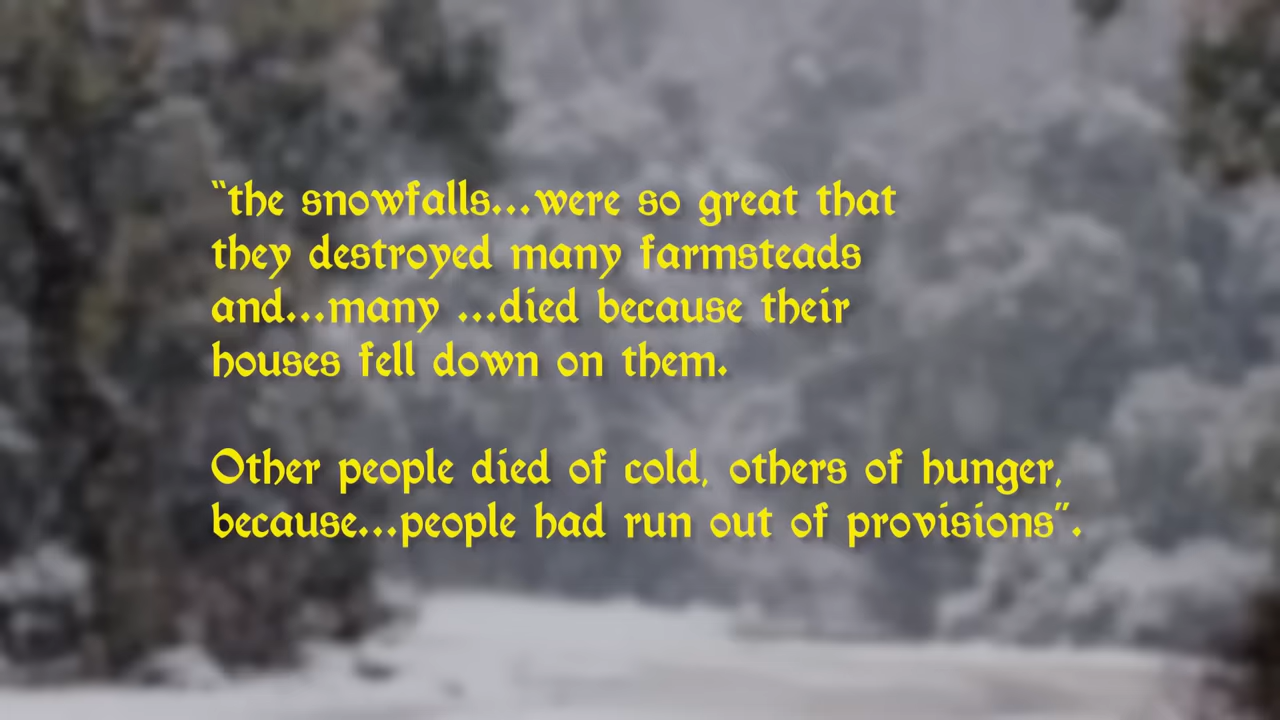 “the snowfalls...were so great that
they destroyed many farmsteads
and...many ...died because their
houses fell down on them.
Other people died of cold, others of hunger,
because...people had run out of provisions”.